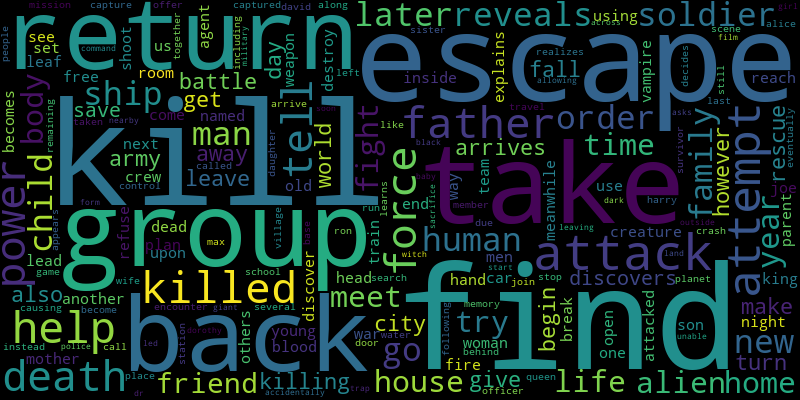 return
escape
kill
group
take
find
back
later
reveals
using
soldier
mission
capture
offer
captured
david
along
across
alice
girl
people
see
set
leaf
command
together
agent
including
military
shoot
us
day
weapon
destroy
left
sister
scene
film
realizes
allowing
decides
still
reach
inside
explains
vampire
fall
free
room
battle
ship
save
get
tell
body
becomes
remaining
taken
nearby
come
named
man
away
world
fight
like
father
order
black
travel
asks
last
survivor
family
however
attempt
rescue
eventually
next
army
crew
control
called
daughter
arrive
leave
old
force
arrives
time
team
way
meanwhile
use
dark
harry
year
joe
parent
power
child
appears
refuse
form
dead
max
run
ron
train
learns
end
sacrifice
member
due
baby
witch
village
human
men
creature
crash
outside
leaving
land
king
lead
plan
upon
game
wife
school
discover
head
search
memory
start
join
car
hand
stop
discovers
attack
attacked
planet
also
another
causing
become
killed
meet
help
encounter
giant
several
others
young
blood
war
water
city
go
try
woman
behind
fire
following
begin
break
open
one
son
unable
new
make
night
turn
instead
police
call
mother
led
station
dorothy
door
death
place
dr
friend
killing
accidentally
trap
house
officer
give
queen
life
alien
home